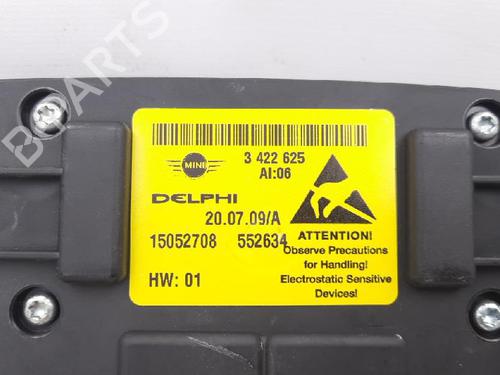 B-PARTS
3 422 625
MINI
AI:06
DELPHI
20.07.09/A
15052708 552634
HW: 01
ATTENTION!
Observe Precautions
for Handling!
Electrostatic Sensitive
Devices!